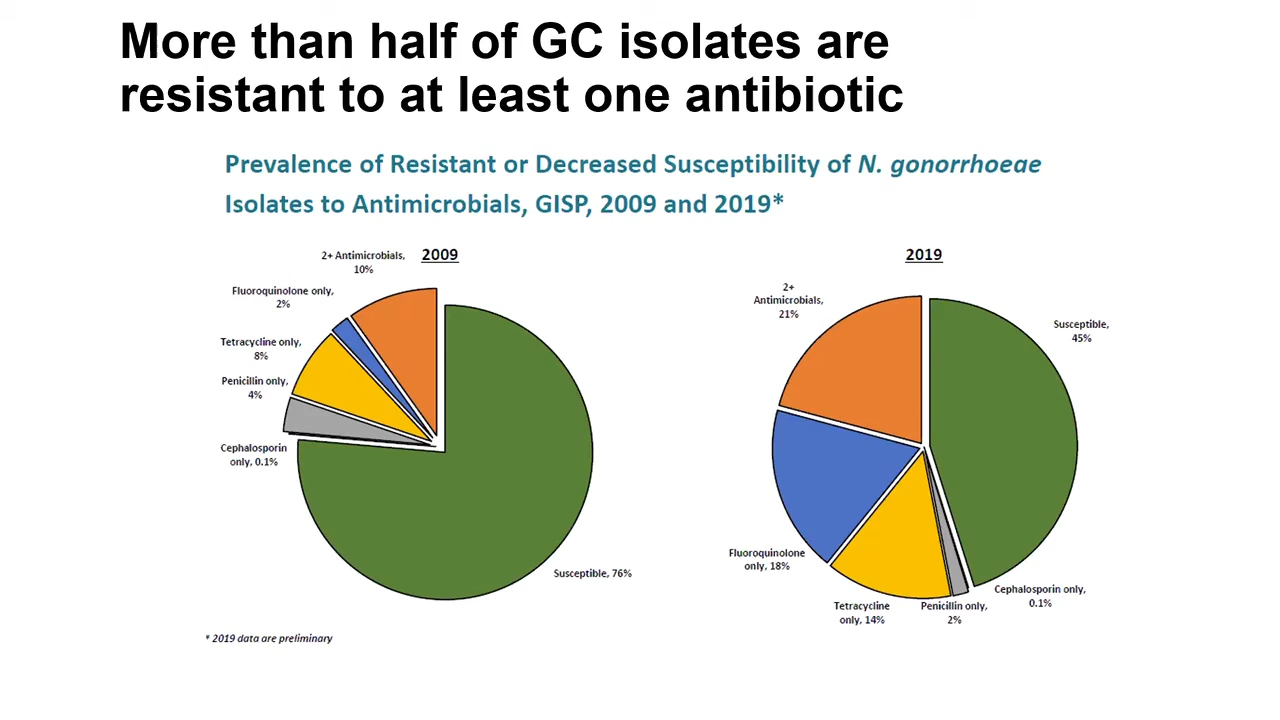 More than half of GC isolates are
resistant to at least one antibiotic
Prevalence of Resistant or Decreased Susceptibility of N. gonorrhoeae
Isolates to Antimicrobials, GISP, 2009 and 2019*
2009
2+ Antimicrobials,
10%
Fluoroquinolone only,
2%
Tetracycline only,
8%
Penicillin only,
4%
Cephalosporin
only, 0.1%
Susceptible, 76%
2019
2+
Antimicrobials,
21%
Susceptible,
45%
Fluoroquinolone
only, 18%
Tetracycline
only, 14%
Penicillin only,
2%
Cephalosporin only,
0.1%
* 2019 data are preliminary